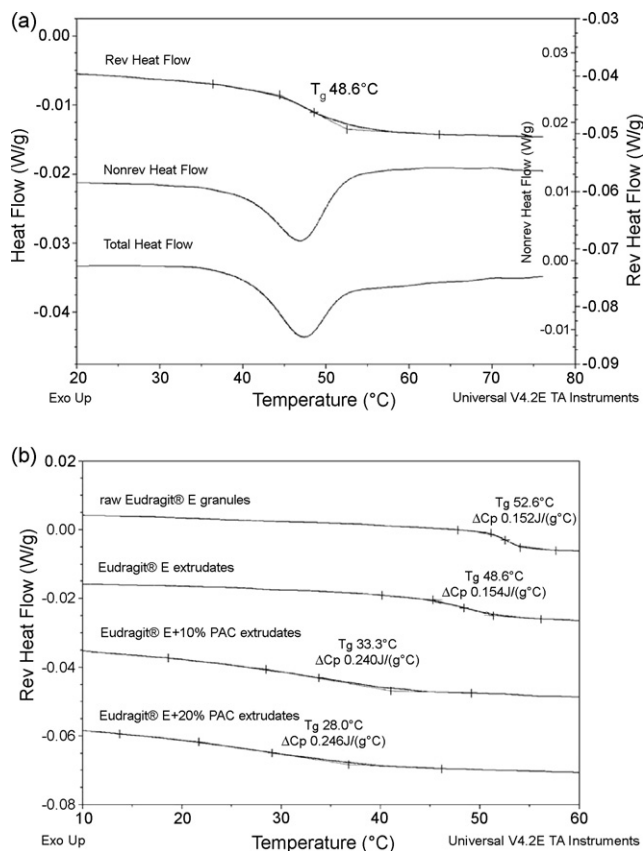 (a)
0.00
-0.01
-0.02
-0.03
-0.04
Heat Flow (W/g)
Rev Heat Flow
Tg 48.6°C
Nonrev Heat Flow
Total Heat Flow
0.03
0.02
0.01
0.00
-0.01
Nonrev Heat Flow (W/g)
-0.03
-0.04
-0.05
-0.06
-0.07
-0.08
-0.09
Rev Heat Flow (W/g)
20 30 40 50 60 70 80
Exo Up Temperature (°C) Universal V4.2E TA Instruments
(b)
0.02
0.00
-0.02
-0.04
-0.06
-0.08
Rev Heat Flow (W/g)
raw Eudragit® E granules
Tg 52.6°C
ΔCp 0.152J/(g°C)
Eudragit® E extrudates
Tg 48.6°C
ΔCp 0.154J/(g°C)
Eudragit® E+10% PAC extrudates
Tg 33.3°C
ΔCp 0.240J/(g°C)
Eudragit® E+20% PAC extrudates
Tg 28.0°C
ΔCp 0.246J/(g°C)
10 20 30 40 50 60
Exo Up Temperature (°C) Universal V4.2E TA Instruments